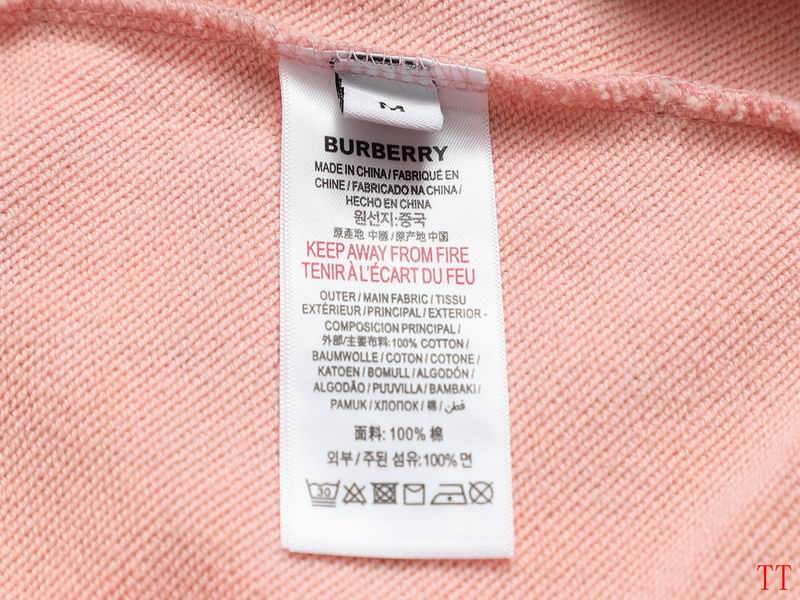 M
BURBERRY
MADE IN CHINA / FABRIQUÉ EN
CHINE / FABRICADO NA CHINA /
HECHO EN CHINA
원선지:중국
原產地 中國 / 原产地 中国
KEEP AWAY FROM FIRE
TENIR À L'ÉCART DU FEU
OUTER / MAIN FABRIC / TISSU
EXTÉRIEUR / PRINCIPAL / EXTERIOR -
COMPOSICION PRINCIPAL /
外部/主要布料: 100% COTTON /
BAUMWOLLE / COTON / COTONE /
KATOEN / BOMULL / ALGODÓN /
ALGODÃO / PUUVILLA / BAMBAKI /
PAMUK / ХЛОПОК / 棉 / قطن
面料: 100% 棉
외부 / 주된 섬유: 100% 면
30
TT